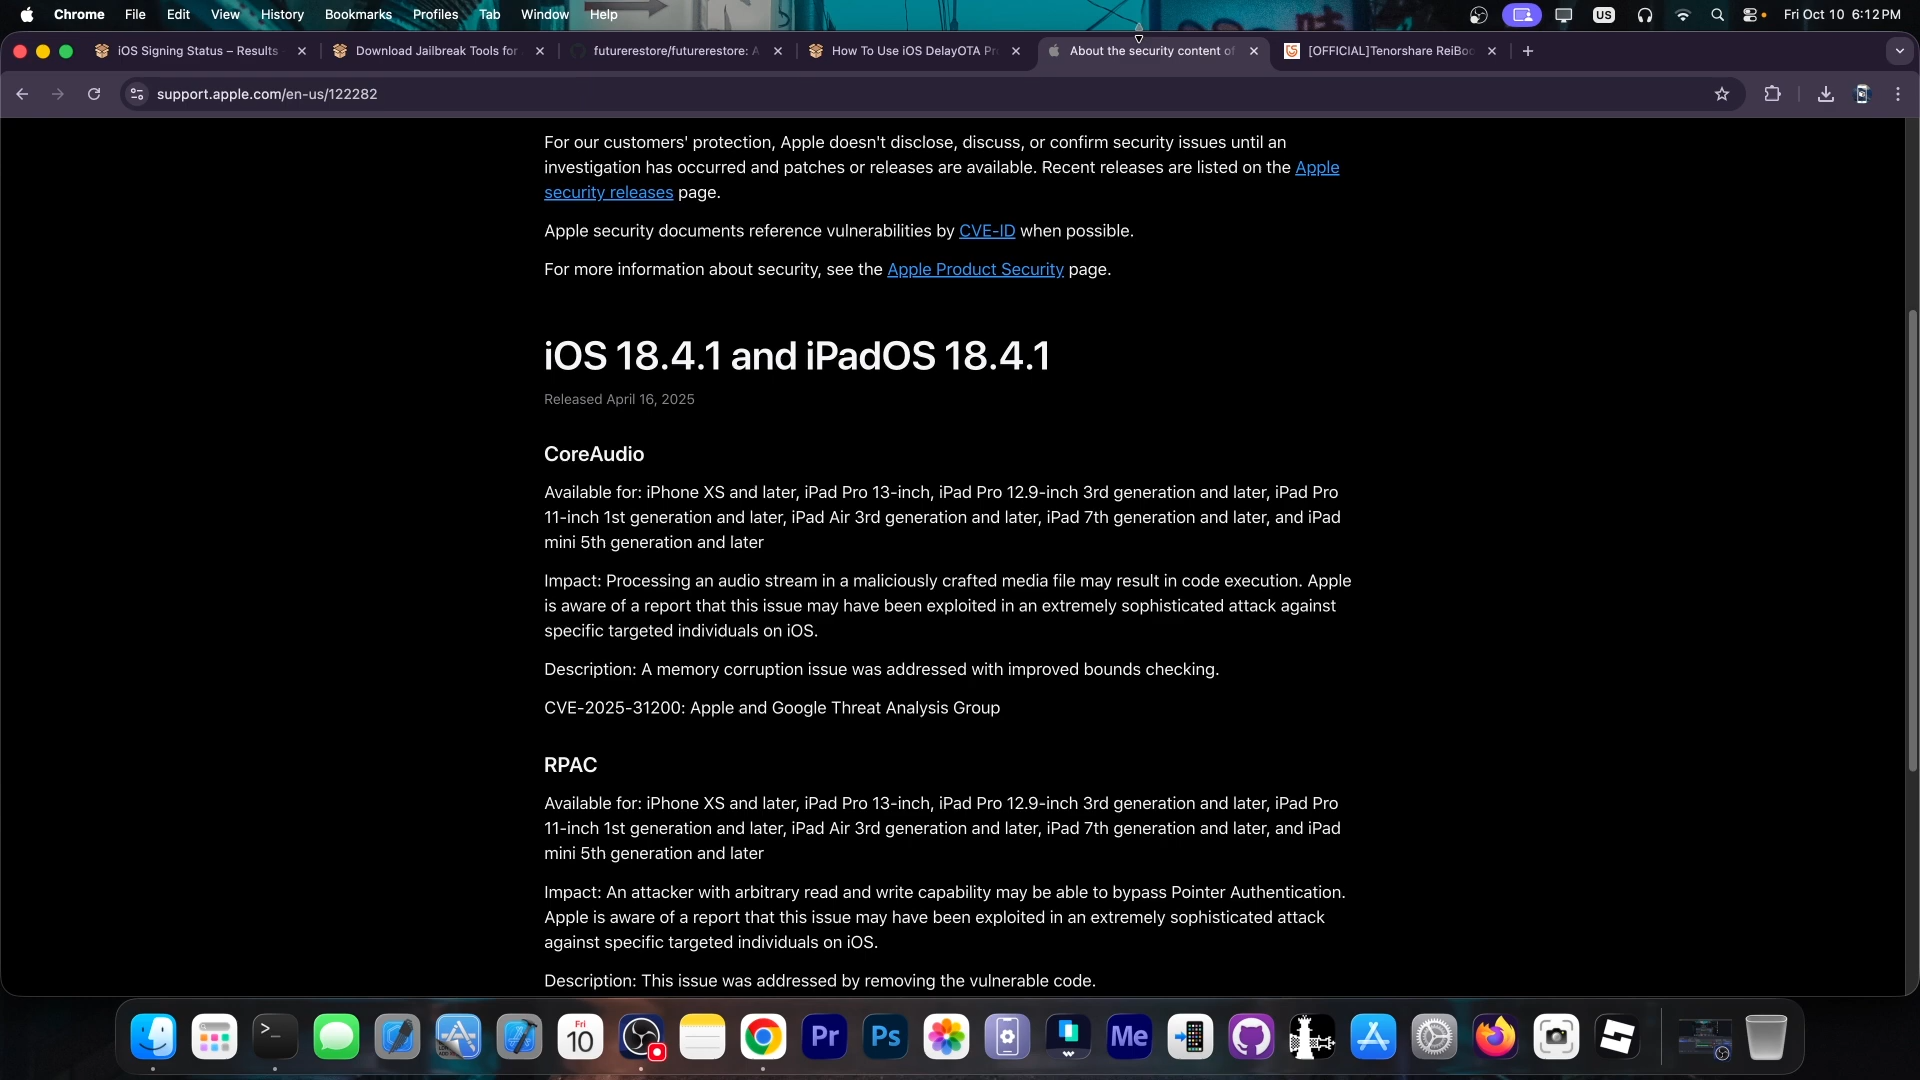 Chrome File Edit View History Bookmarks Profiles Tab Window Help US Fri Oct 10 6:12 PM
iOS Signing Status – Results Download Jailbreak Tools for futurerestore/futurerestore: A How To Use iOS DelayOTA Pr About the security content of [OFFICIAL]Tenorshare ReiBoo
support.apple.com/en-us/122282
For our customers' protection, Apple doesn't disclose, discuss, or confirm security issues until an
investigation has occurred and patches or releases are available. Recent releases are listed on the Apple
security releases page.
Apple security documents reference vulnerabilities by CVE-ID when possible.
For more information about security, see the Apple Product Security page.
iOS 18.4.1 and iPadOS 18.4.1
Released April 16, 2025
CoreAudio
Available for: iPhone XS and later, iPad Pro 13-inch, iPad Pro 12.9-inch 3rd generation and later, iPad Pro
11-inch 1st generation and later, iPad Air 3rd generation and later, iPad 7th generation and later, and iPad
mini 5th generation and later
Impact: Processing an audio stream in a maliciously crafted media file may result in code execution. Apple
is aware of a report that this issue may have been exploited in an extremely sophisticated attack against
specific targeted individuals on iOS.
Description: A memory corruption issue was addressed with improved bounds checking.
CVE-2025-31200: Apple and Google Threat Analysis Group
RPAC
Available for: iPhone XS and later, iPad Pro 13-inch, iPad Pro 12.9-inch 3rd generation and later, iPad Pro
11-inch 1st generation and later, iPad Air 3rd generation and later, iPad 7th generation and later, and iPad
mini 5th generation and later
Impact: An attacker with arbitrary read and write capability may be able to bypass Pointer Authentication.
Apple is aware of a report that this issue may have been exploited in an extremely sophisticated attack
against specific targeted individuals on iOS.
Description: This issue was addressed by removing the vulnerable code.
>_ Fri 10 Pr Ps Me